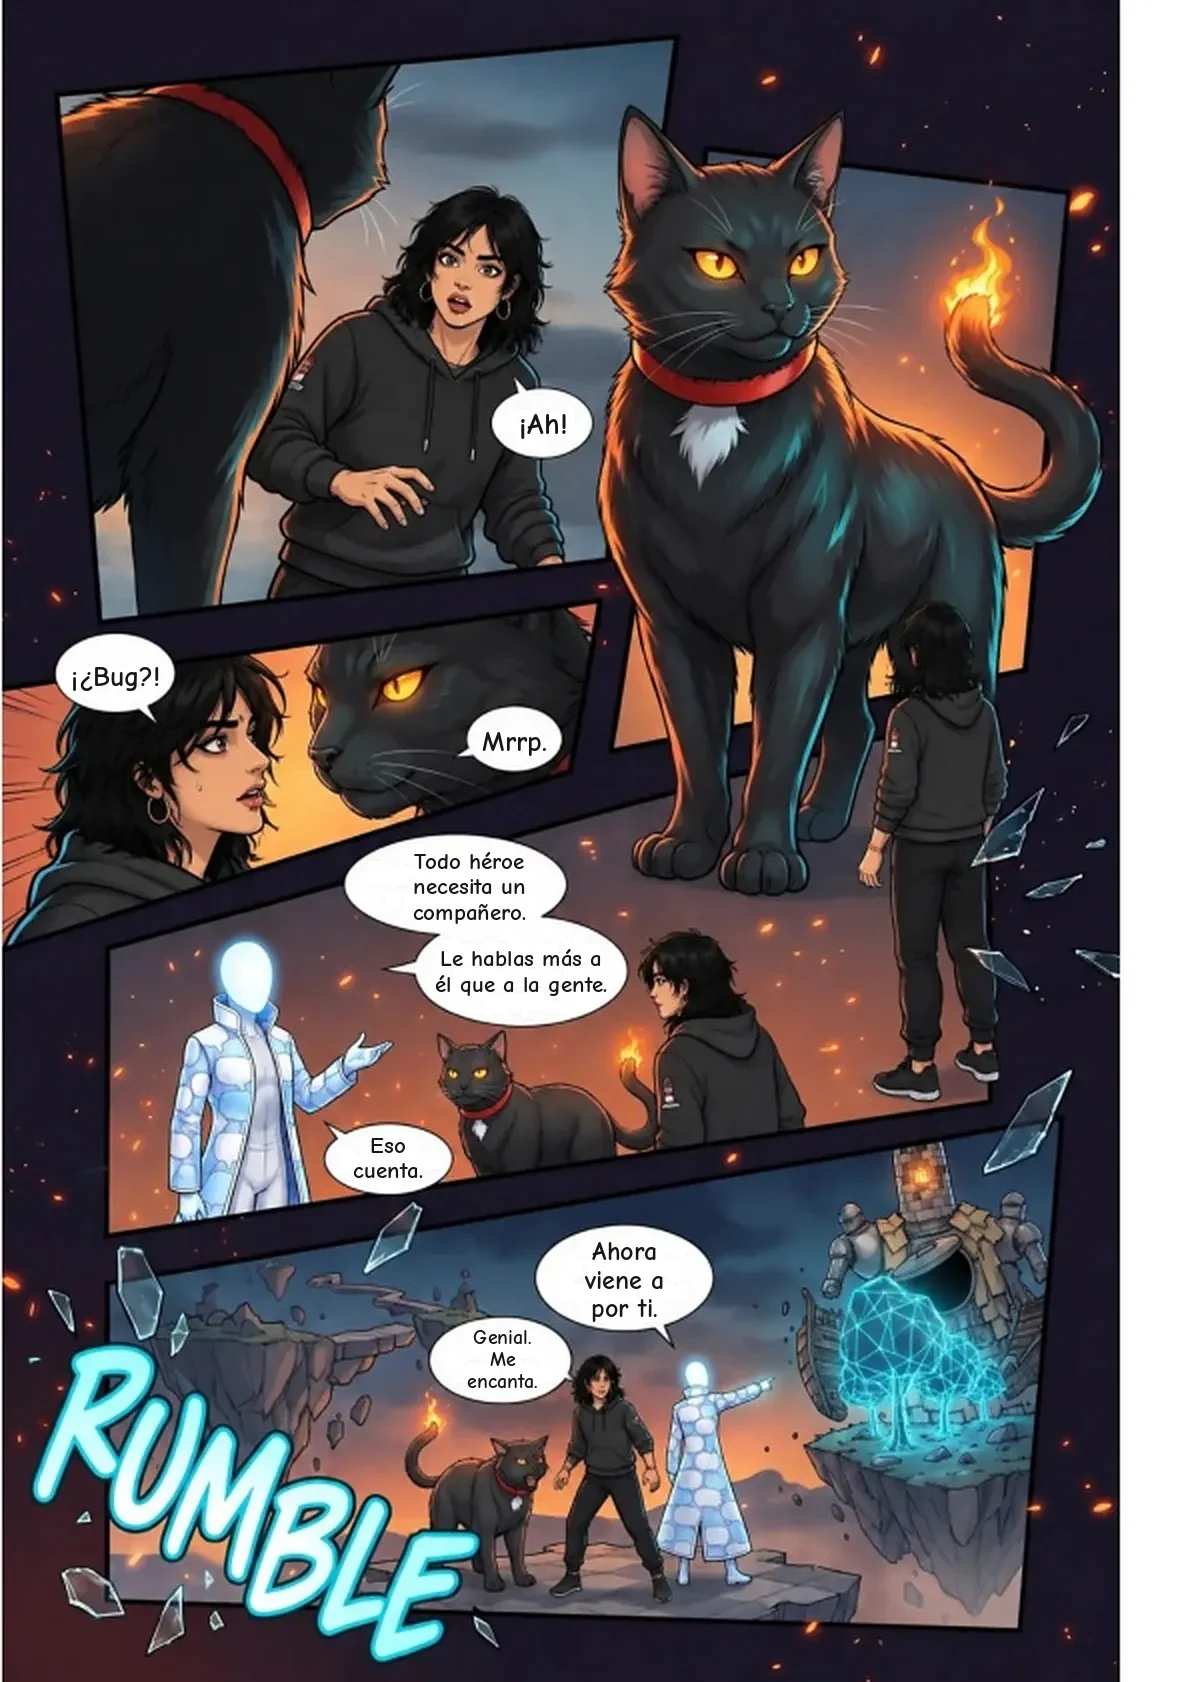 ¡Ah!
¡¿Bug?!
Mrrp.
Todo héroe
necesita un
compañero.
Le hablas más a
él que a la gente.
Eso
cuenta.
Ahora
viene a
por ti.
Genial.
Me
encanta.
RUMBLE